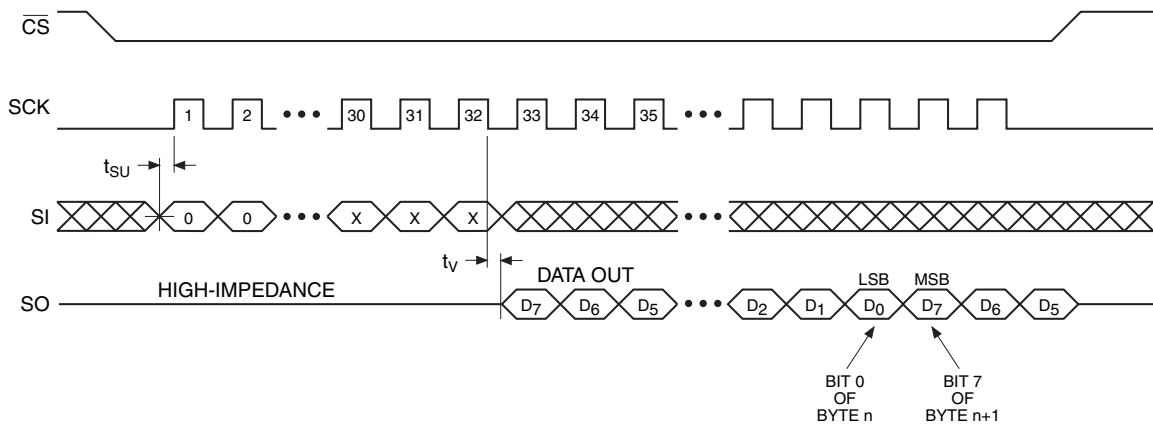 CS
SCK 1 2 ••• 30 31 32 33 34 35 •••
tSU
SI 0 0 ••• X X X •••
tV DATA OUT LSB MSB
HIGH-IMPEDANCE
SO D7 D6 D5 ••• D2 D1 D0 D7 D6 D5
BIT 0 BIT 7
OF OF
BYTE n BYTE n+1